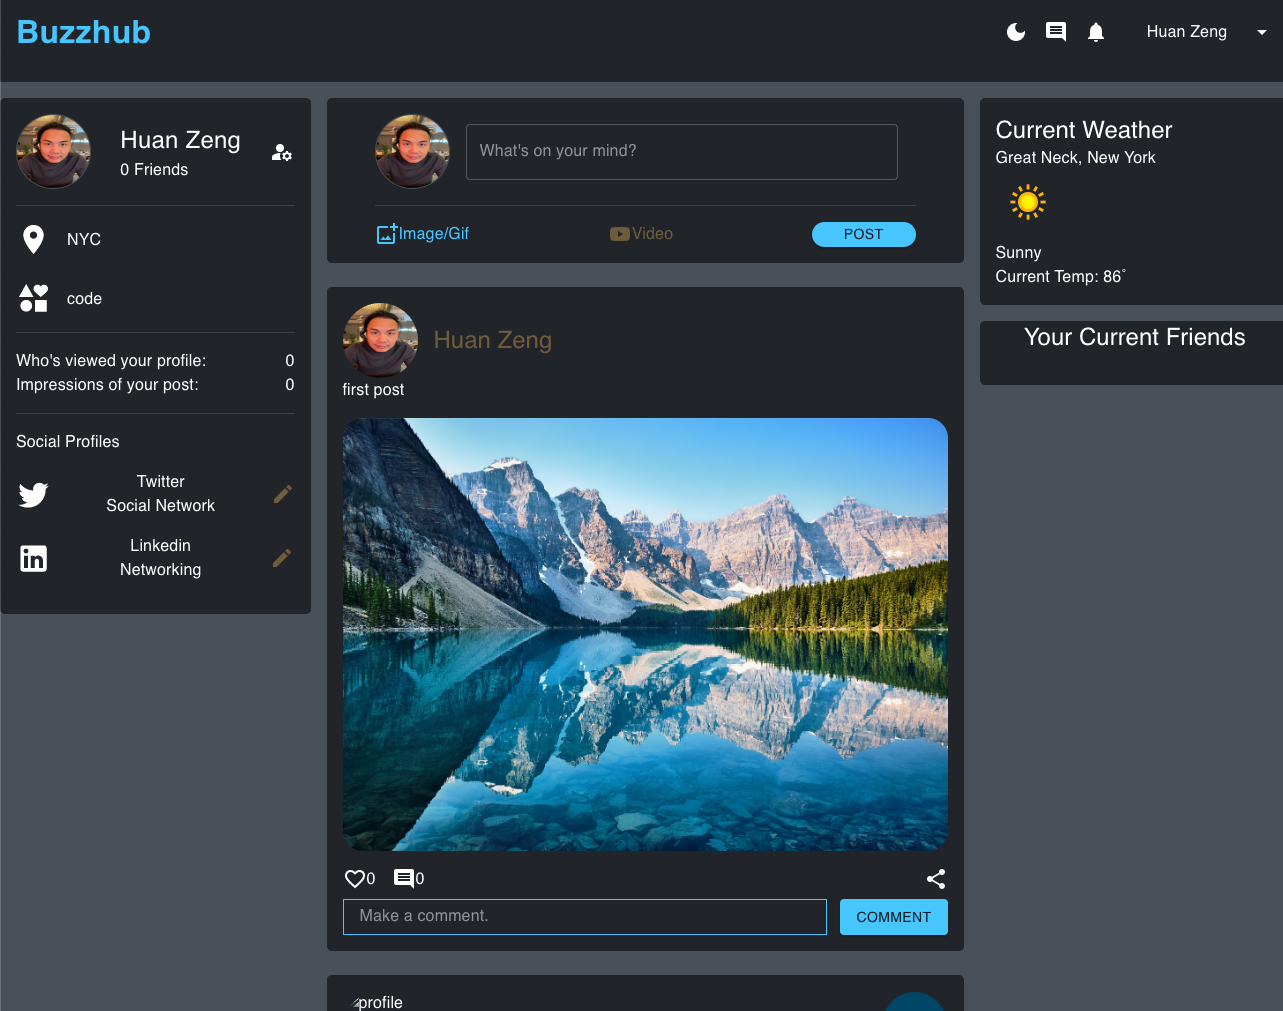 Buzzhub
Huan Zeng
Huan Zeng
0 Friends
NYC
code
Who's viewed your profile: 0
Impressions of your post: 0
Social Profiles
Twitter
Social Network
Linkedin
Networking
What's on your mind?
Image/Gif Video POST
Huan Zeng
first post
0 0
Make a comment. COMMENT
profile
Current Weather
Great Neck, New York
Sunny
Current Temp: 86°
Your Current Friends